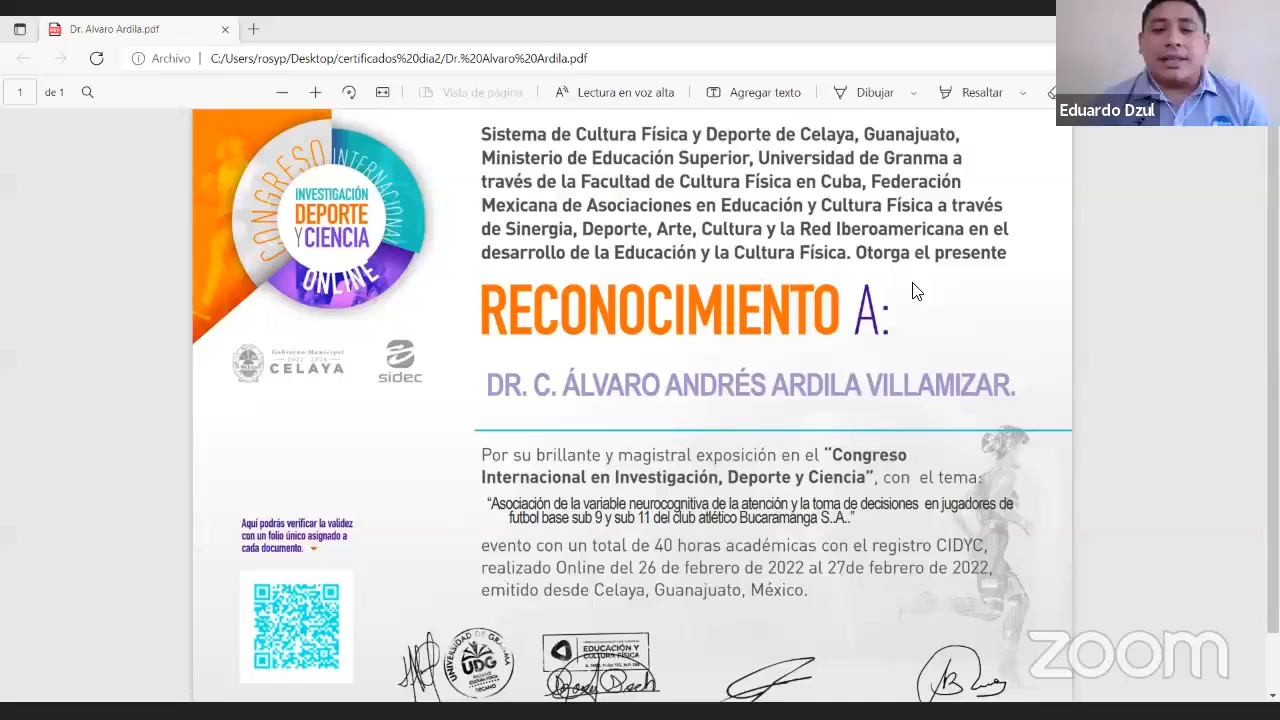 Dr. Alvaro Ardila.pdf
Archivo
C:/Users/rosyp/Desktop/certificados%20dia2/Dr.%20Alvaro%20Ardila.pdf
1 de 1
Vista de página
Lectura en voz alta
Agregar texto
Dibujar
Resaltar
Eduardo Dzul
CONGRESO INTERNACIONAL
INVESTIGACIÓN
DEPORTE
Y CIENCIA
ONLINE
Gobierno Municipal
2021 2024
CELAYA
sidec
Sistema de Cultura Física y Deporte de Celaya, Guanajuato,
Ministerio de Educación Superior, Universidad de Granma a
través de la Facultad de Cultura Física en Cuba, Federación
Mexicana de Asociaciones en Educación y Cultura Física a través
de Sinergia, Deporte, Arte, Cultura y la Red Iberoamericana en el
desarrollo de la Educación y la Cultura Física. Otorga el presente
RECONOCIMIENTO A:
DR. C. ÁLVARO ANDRÉS ARDILA VILLAMIZAR.
Por su brillante y magistral exposición en el “Congreso
Internacional en Investigación, Deporte y Ciencia”, con el tema:
“Asociación de la variable neurocognitiva de la atención y la toma de decisiones en jugadores de
futbol base sub 9 y sub 11 del club atlético Bucaramanga S..A..”
evento con un total de 40 horas académicas con el registro CIDYC,
realizado Online del 26 de febrero de 2022 al 27de febrero de 2022,
emitido desde Celaya, Guanajuato, México.
Aquí podrás verificar la validez
con un folio único asignado a
cada documento.
UNIVERSIDAD DE GRANMA
UDG
EDUCACIÓN Y
CULTURA FÍSICA
zoom